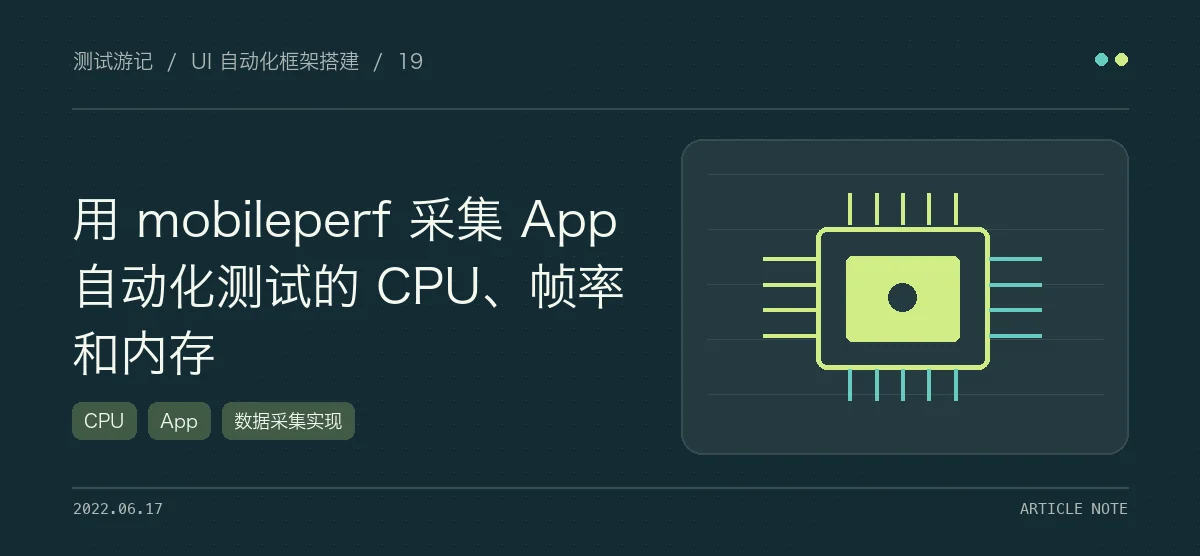 测试游记 / UI 自动化框架搭建 / 19
用 mobileperf 采集 App
自动化测试的 CPU、帧率
和内存
CPU
App
数据采集实现
2022.06.17
ARTICLE NOTE